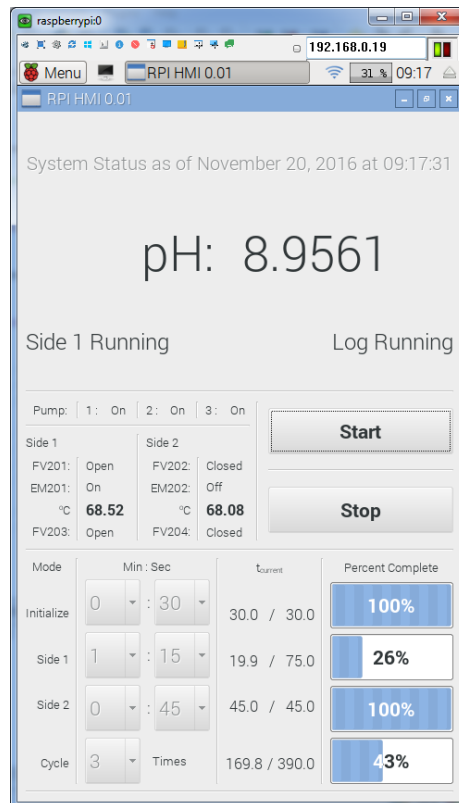 raspberrypi:0
192.168.0.19
Menu RPI HMI 0.01 31 % 09:17
RPI HMI 0.01
System Status as of November 20, 2016 at 09:17:31
pH: 8.9561
Side 1 Running Log Running
Pump: 1: On 2: On 3: On
Start
Side 1 Side 2
FV201: Open FV202: Closed
EM201: On EM202: Off
°C 68.52 °C 68.08
Stop
FV203: Open FV204: Closed
Mode Min : Sec tcurrent Percent Complete
Initialize 0 : 30 30.0 / 30.0 100%
Side 1 1 : 15 19.9 / 75.0 26%
Side 2 0 : 45 45.0 / 45.0 100%
Cycle 3 Times 169.8 / 390.0 43%